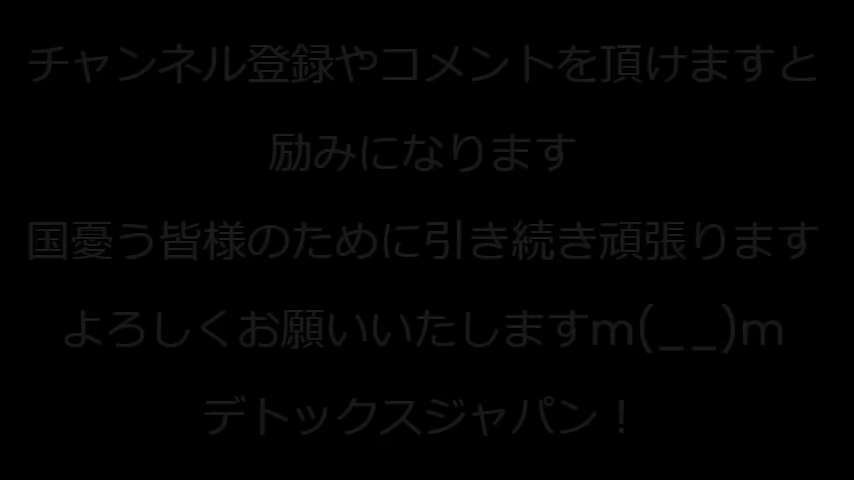 チャンネル登録やコメントを頂けますと
励みになります
国憂う皆様のために引き続き頑張ります
よろしくお願いいたしますm(__)m
デトックスジャパン！